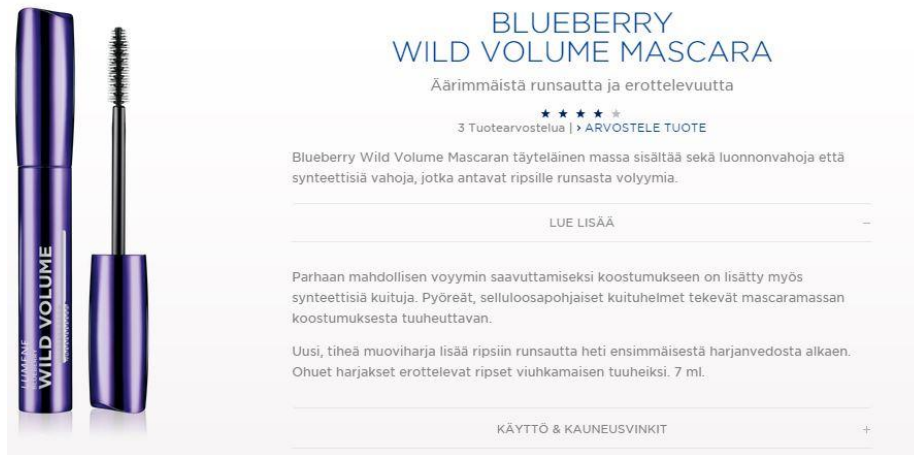 BLUEBERRY
WILD VOLUME MASCARA
Äärimmäistä runsautta ja erottelevuutta
3 Tuotearvostelua | › ARVOSTELE TUOTE
Blueberry Wild Volume Mascaran täyteläinen massa sisältää sekä luonnonvahoja että
synteettisiä vahoja, jotka antavat ripsille runsasta volyymia.
LUE LISÄÄ
Parhaan mahdollisen voyymin saavuttamiseksi koostumukseen on lisätty myös
synteettisiä kuituja. Pyöreät, selluloosapohjaiset kuituhelmet tekevät mascaramassan
koostumuksesta tuuheuttavan.
Uusi, tiheä muoviharja lisää ripsiin runsautta heti ensimmäisestä harjanvedosta alkaen.
Ohuet harjakset erottelevat ripset viuhkamaisen tuuheiksi. 7 ml.
KÄYTTÖ & KAUNEUSVINKIT
LUMENE
WILD VOLUME